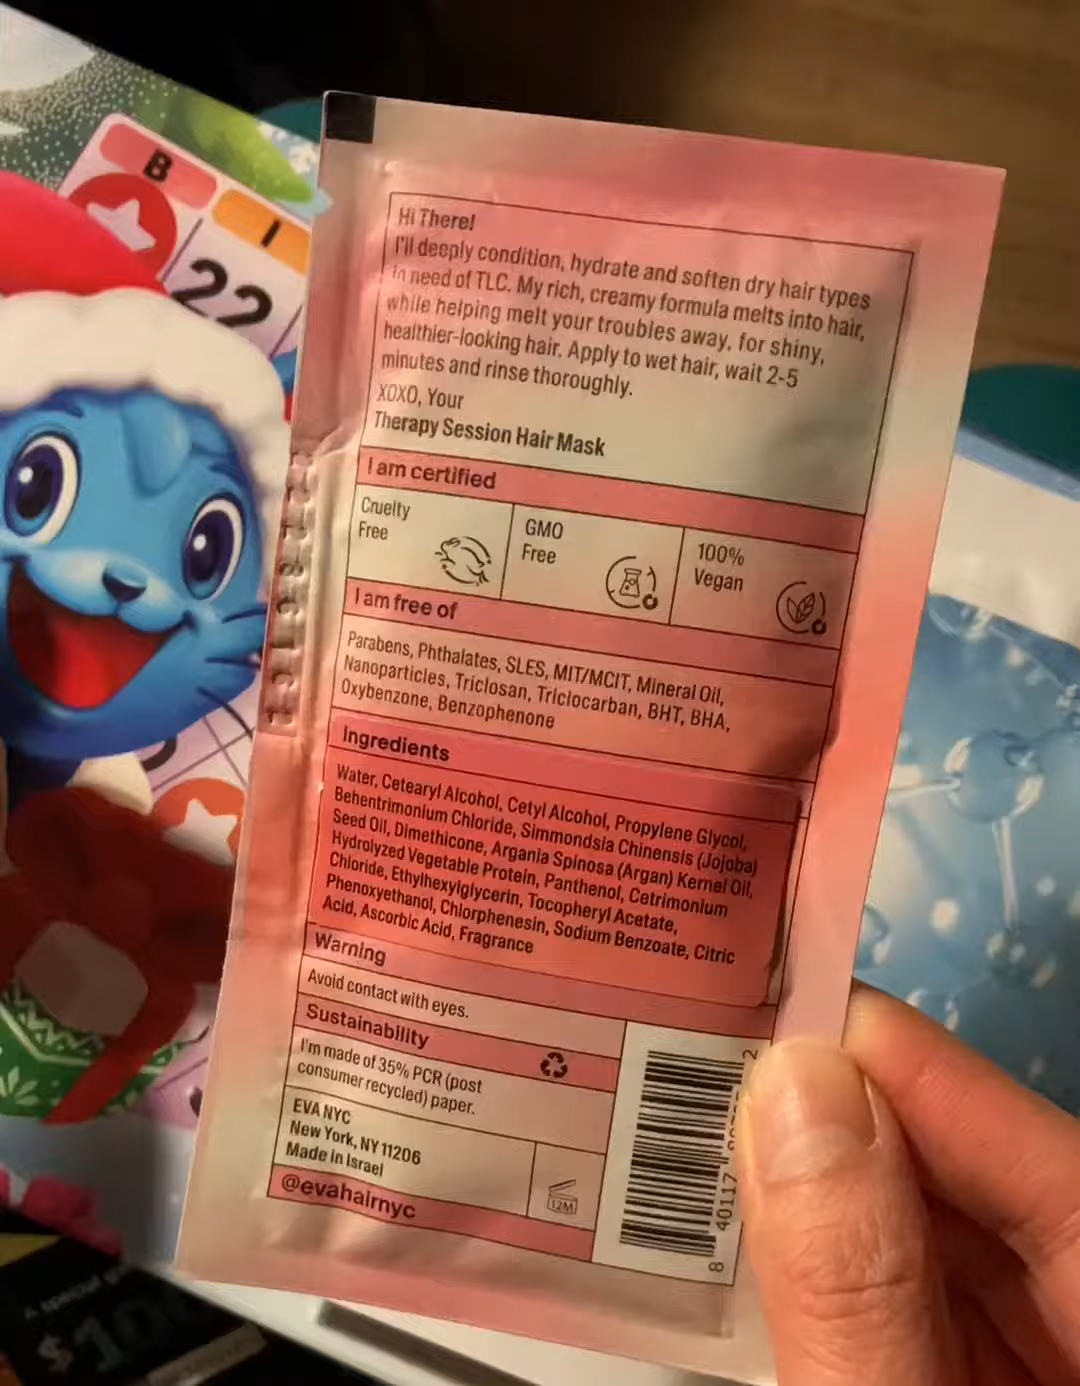 B
I
22
Hi There!
I'll deeply condition, hydrate and soften dry hair types
in need of TLC. My rich, creamy formula melts into hair,
while helping melt your troubles away, for shiny,
healthier-looking hair. Apply to wet hair, wait 2-5
minutes and rinse thoroughly.
XOXO, Your
Therapy Session Hair Mask
I am certified
Cruelty
Free
GMO
Free
100%
Vegan
I am free of
Parabens, Phthalates, SLES, MIT/MCIT, Mineral Oil,
Nanoparticles, Triclosan, Triclocarban, BHT, BHA,
Oxybenzone, Benzophenone
Ingredients
Water, Cetearyl Alcohol, Cetyl Alcohol, Propylene Glycol,
Behentrimonium Chloride, Simmondsia Chinensis (Jojoba)
Seed Oil, Dimethicone, Argania Spinosa (Argan) Kernel Oil,
Hydrolyzed Vegetable Protein, Panthenol, Cetrimonium
Chloride, Ethylhexylglycerin, Tocopheryl Acetate,
Phenoxyethanol, Chlorphenesin, Sodium Benzoate, Citric
Acid, Ascorbic Acid, Fragrance
Warning
Avoid contact with eyes.
Sustainability
I'm made of 35% PCR (post
consumer recycled) paper.
EVA NYC
New York, NY 11206
Made in Israel
12M
@evahairnyc
8 40117
2
A special